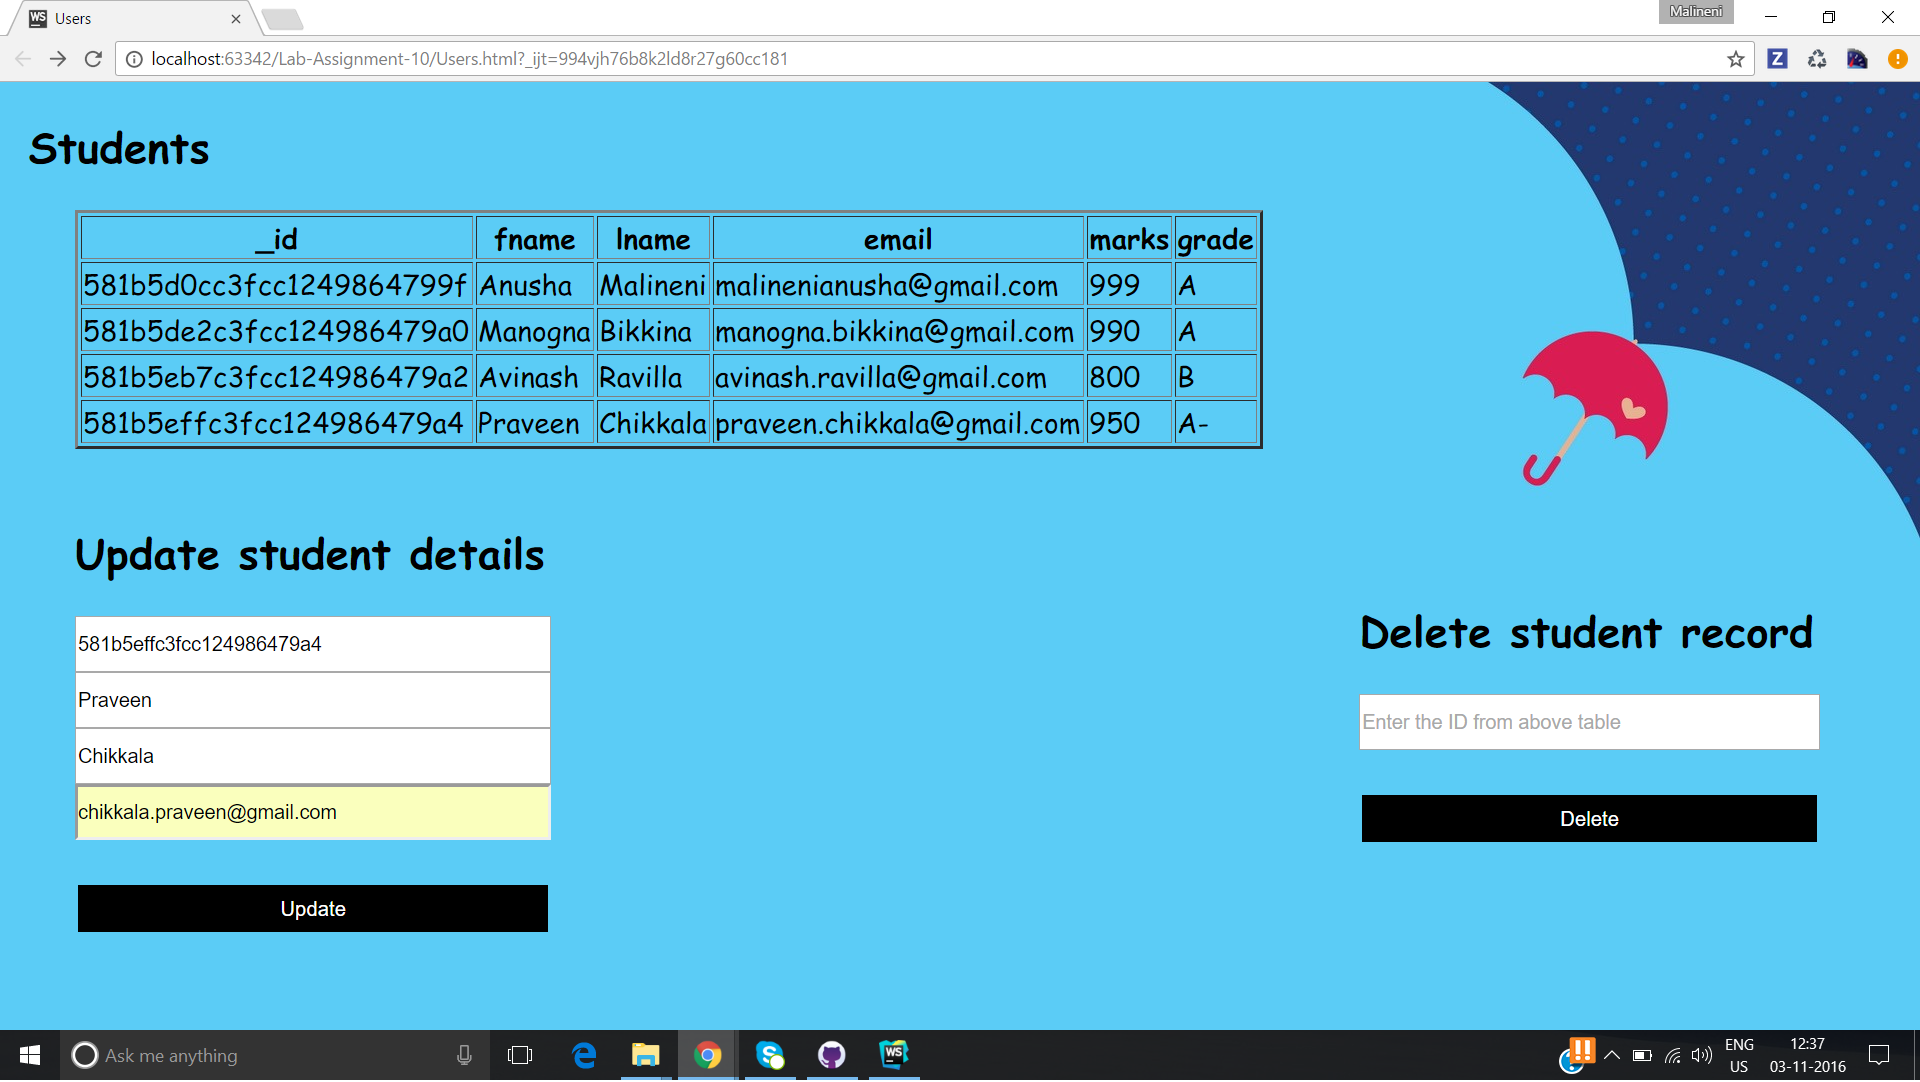 WS Users
Malineni
localhost:63342/Lab-Assignment-10/Users.html?_ijt=994vjh76b8k2ld8r27g60cc181
Z
Students
_id fname lname email marks grade
581b5d0cc3fcc1249864799f Anusha Malineni malinenianusha@gmail.com 999 A
581b5de2c3fcc124986479a0 Manogna Bikkina manogna.bikkina@gmail.com 990 A
581b5eb7c3fcc124986479a2 Avinash Ravilla avinash.ravilla@gmail.com 800 B
581b5effc3fcc124986479a4 Praveen Chikkala praveen.chikkala@gmail.com 950 A-
Update student details
581b5effc3fcc124986479a4
Praveen
Chikkala
chikkala.praveen@gmail.com
Update
Delete student record
Enter the ID from above table
Delete
Ask me anything
WS
ENG
US
12:37
03-11-2016